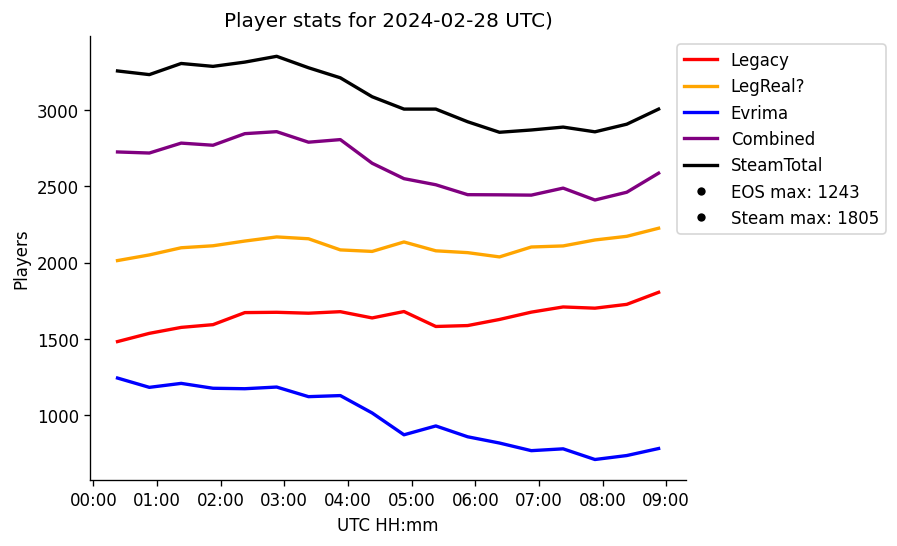 Player stats for 2024-02-28 UTC)
Legacy
LegReal?
Evrima
Combined
SteamTotal
EOS max: 1243
Steam max: 1805
Players
3000
2500
2000
1500
1000
00:00 01:00 02:00 03:00 04:00 05:00 06:00 07:00 08:00 09:00
UTC HH:mm